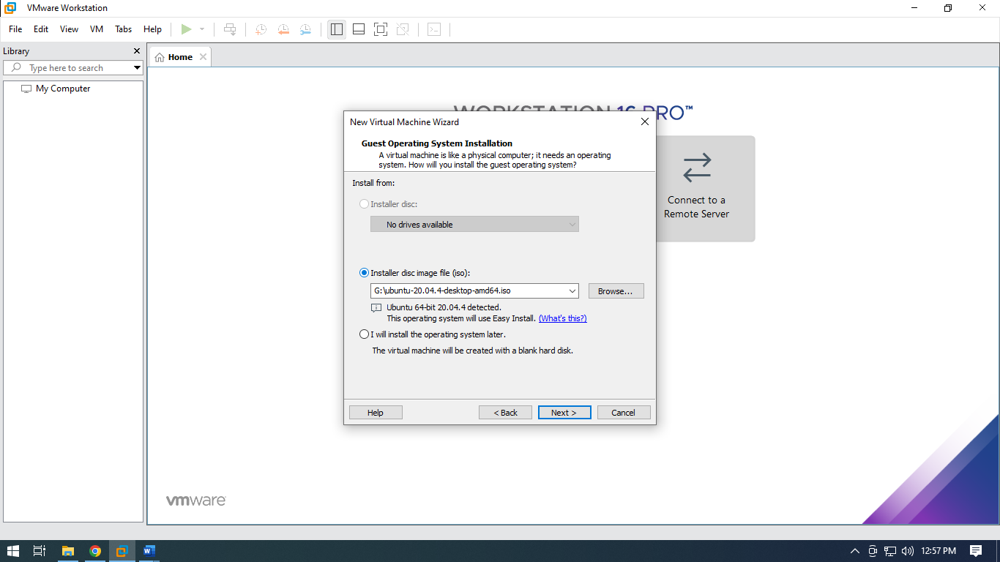 VMware Workstation
File Edit View VM Tabs Help
Library
Type here to search
My Computer
Home
WORKSTATION 16 PRO™
New Virtual Machine Wizard
Guest Operating System Installation
A virtual machine is like a physical computer; it needs an operating
system. How will you install the guest operating system?
Install from:
Installer disc:
No drives available
Installer disc image file (iso):
G:\ubuntu-20.04.4-desktop-amd64.iso
Browse...
Ubuntu 64-bit 20.04.4 detected.
This operating system will use Easy Install. (What's this?)
I will install the operating system later.
The virtual machine will be created with a blank hard disk.
Help
< Back
Next >
Cancel
Connect to a
Remote Server
vmware
12:57 PM